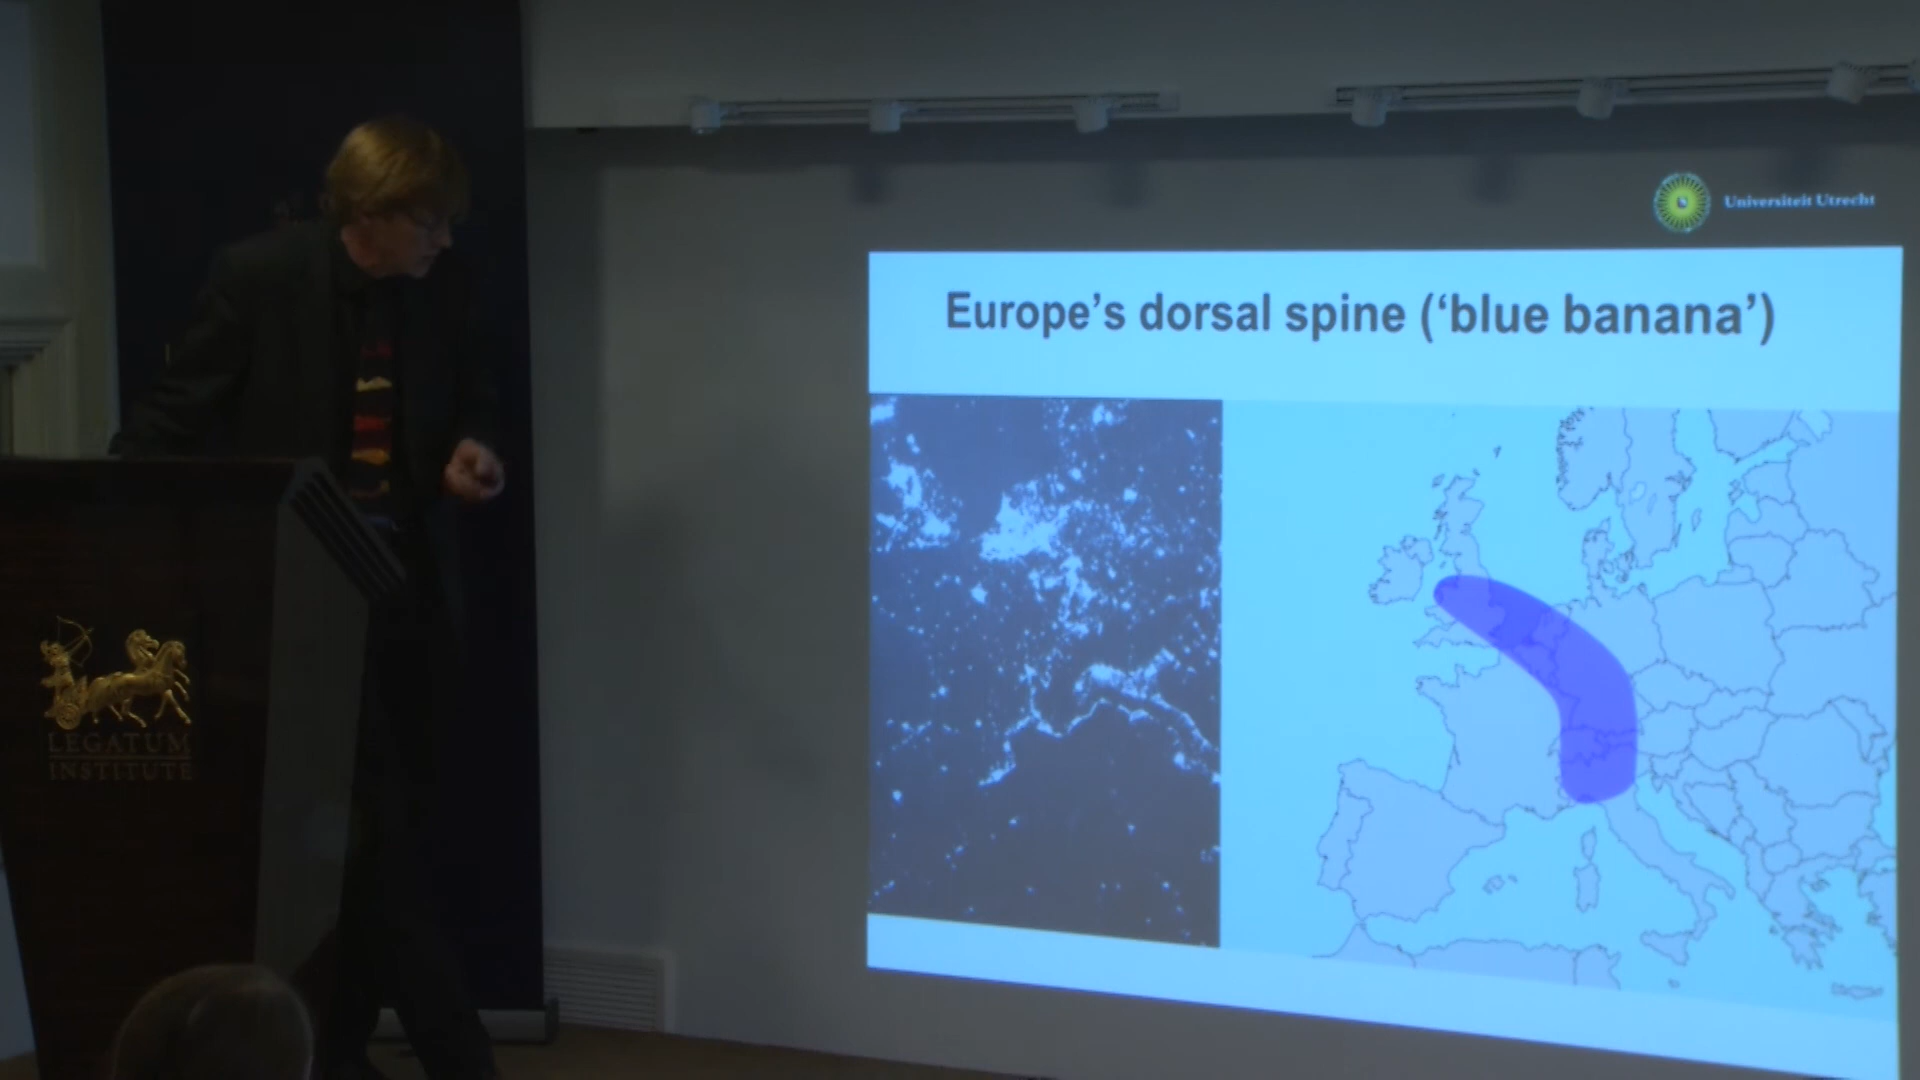 Universiteit Utrecht
Europe's dorsal spine ('blue banana')
LEGATUM
INSTITUTE